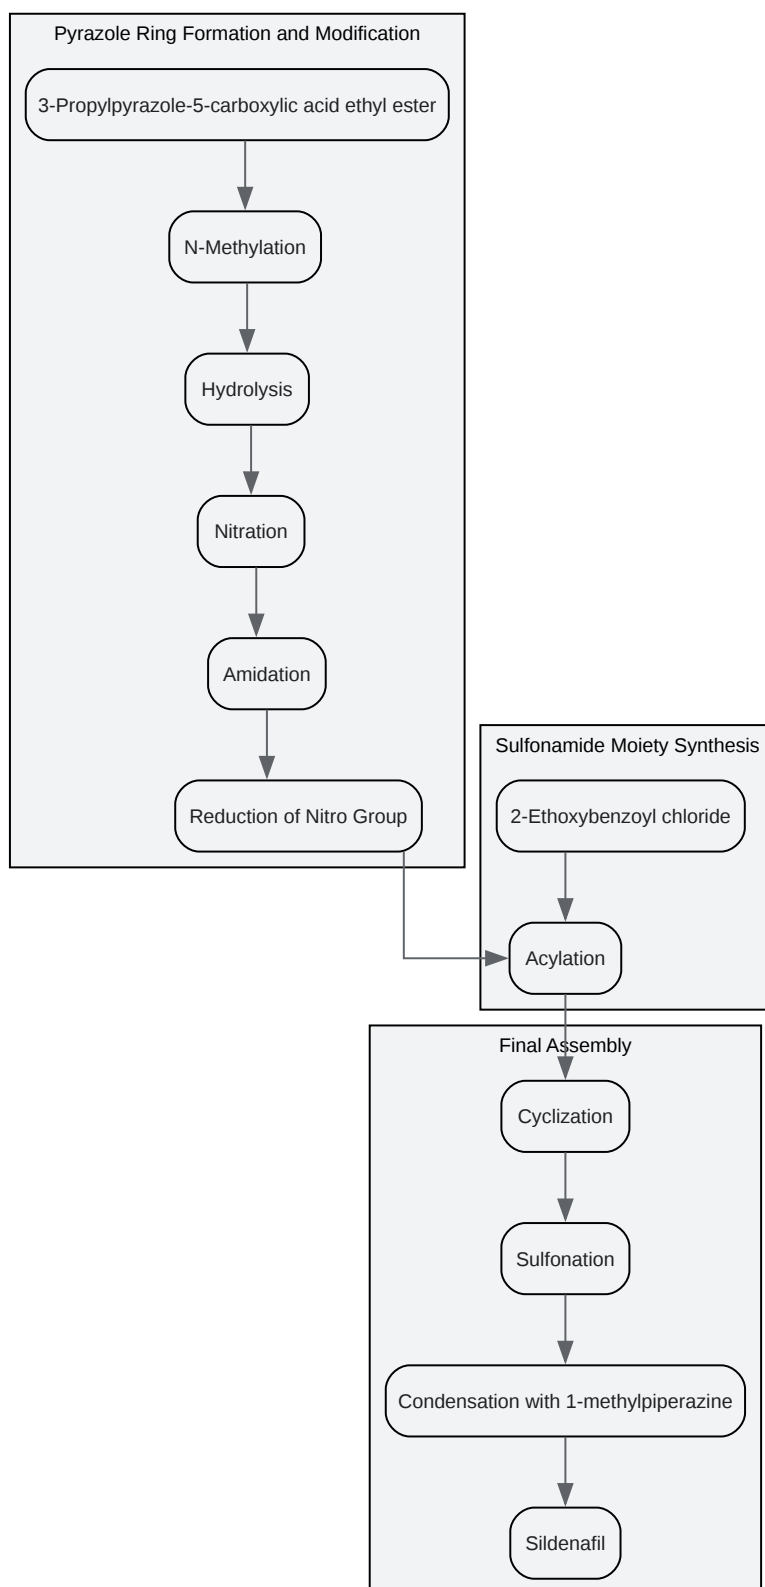 Pyrazole Ring Formation and Modification
3-Propylpyrazole-5-carboxylic acid ethyl ester
N-Methylation
Hydrolysis
Nitration
Amidation
Reduction of Nitro Group
Sulfonamide Moiety Synthesis
2-Ethoxybenzoyl chloride
Acylation
Final Assembly
Cyclization
Sulfonation
Condensation with 1-methylpiperazine
Sildenafil